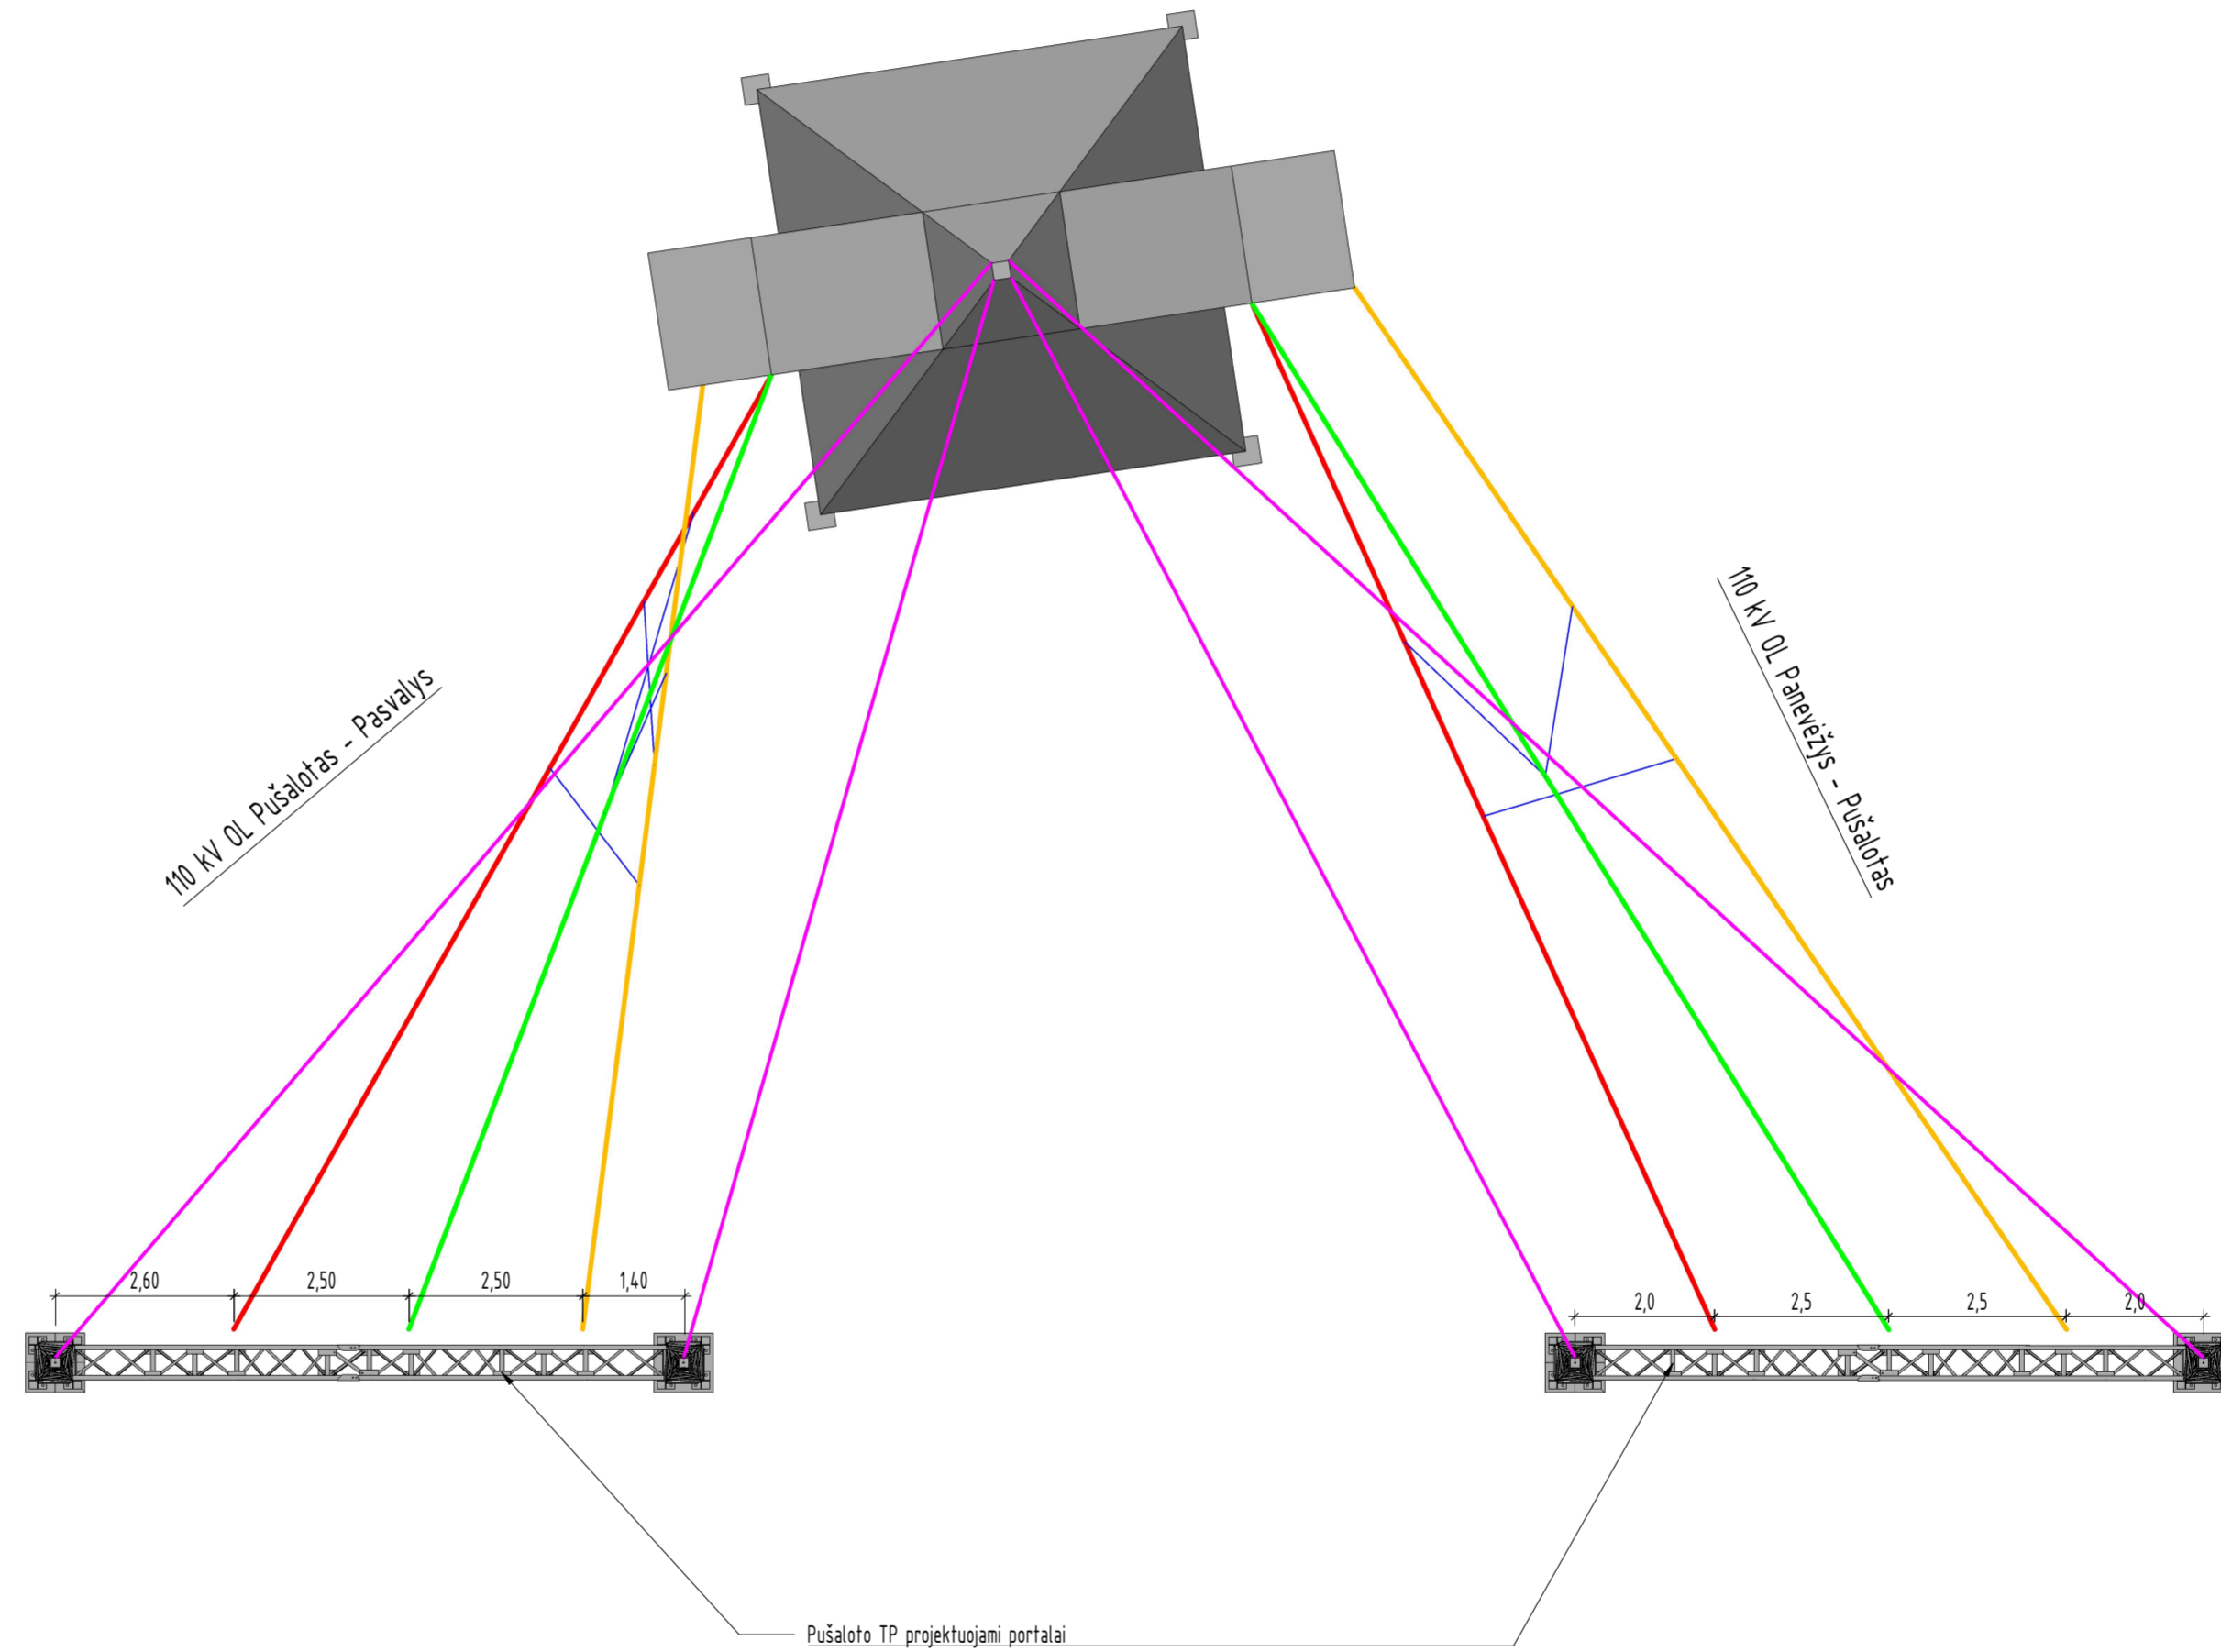 110 kV OL Pušalotas - Pasvalys
110 kV OL Panevėžys - Pušalotas
2,60
2,50
2,50
1,40
2,0
2,5
2,5
2,0
Pušaloto TP projektuojami portalai